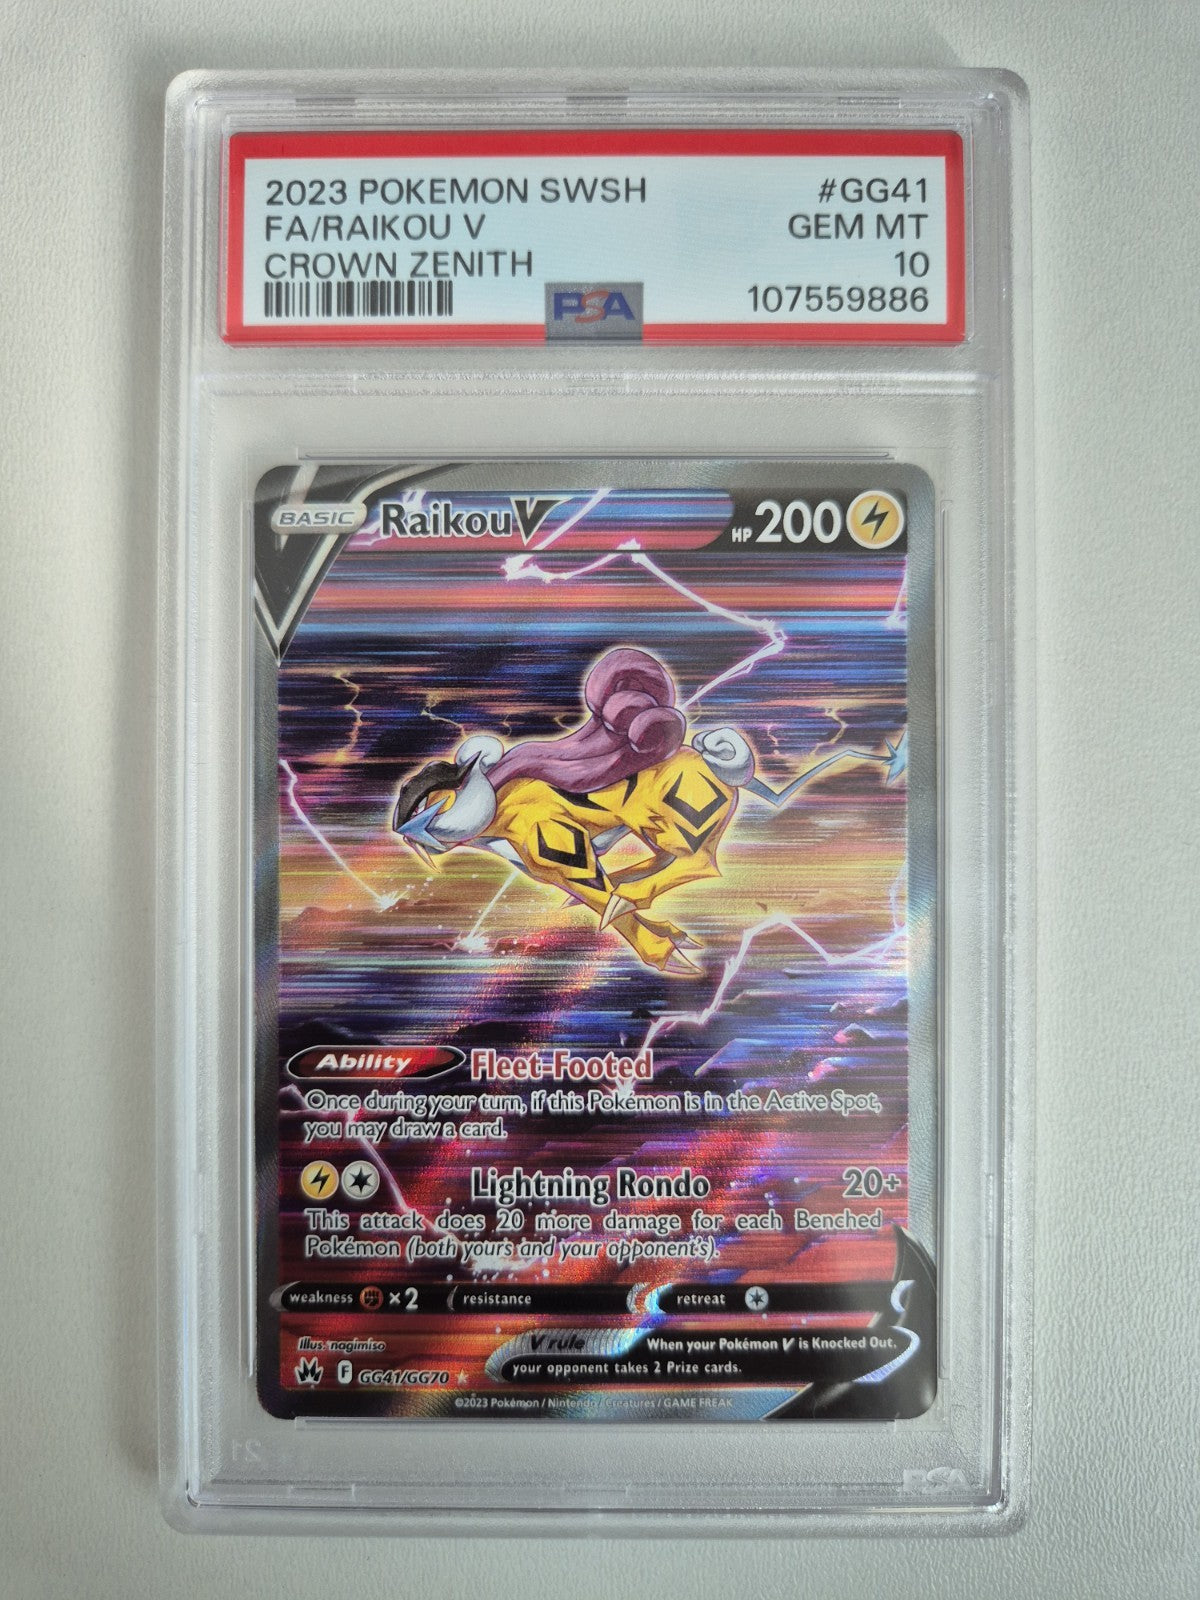 2023 POKEMON SWSH #GG41
FA/RAIKOU V GEM MT
CROWN ZENITH 10
PSA 107559886
BASIC Raikou V HP 200
Ability Fleet-Footed
Once during your turn, if this Pokémon is in the Active Spot,
you may draw a card.
Lightning Rondo 20+
This attack does 20 more damage for each Benched
Pokémon (both yours and your opponent's).
weakness ×2 resistance retreat
Illus. nagimiso
V rule When your Pokémon V is Knocked Out,
your opponent takes 2 Prize cards.
F GG41/GG70
©2023 Pokémon / Nintendo / Creatures / GAME FREAK
PSA